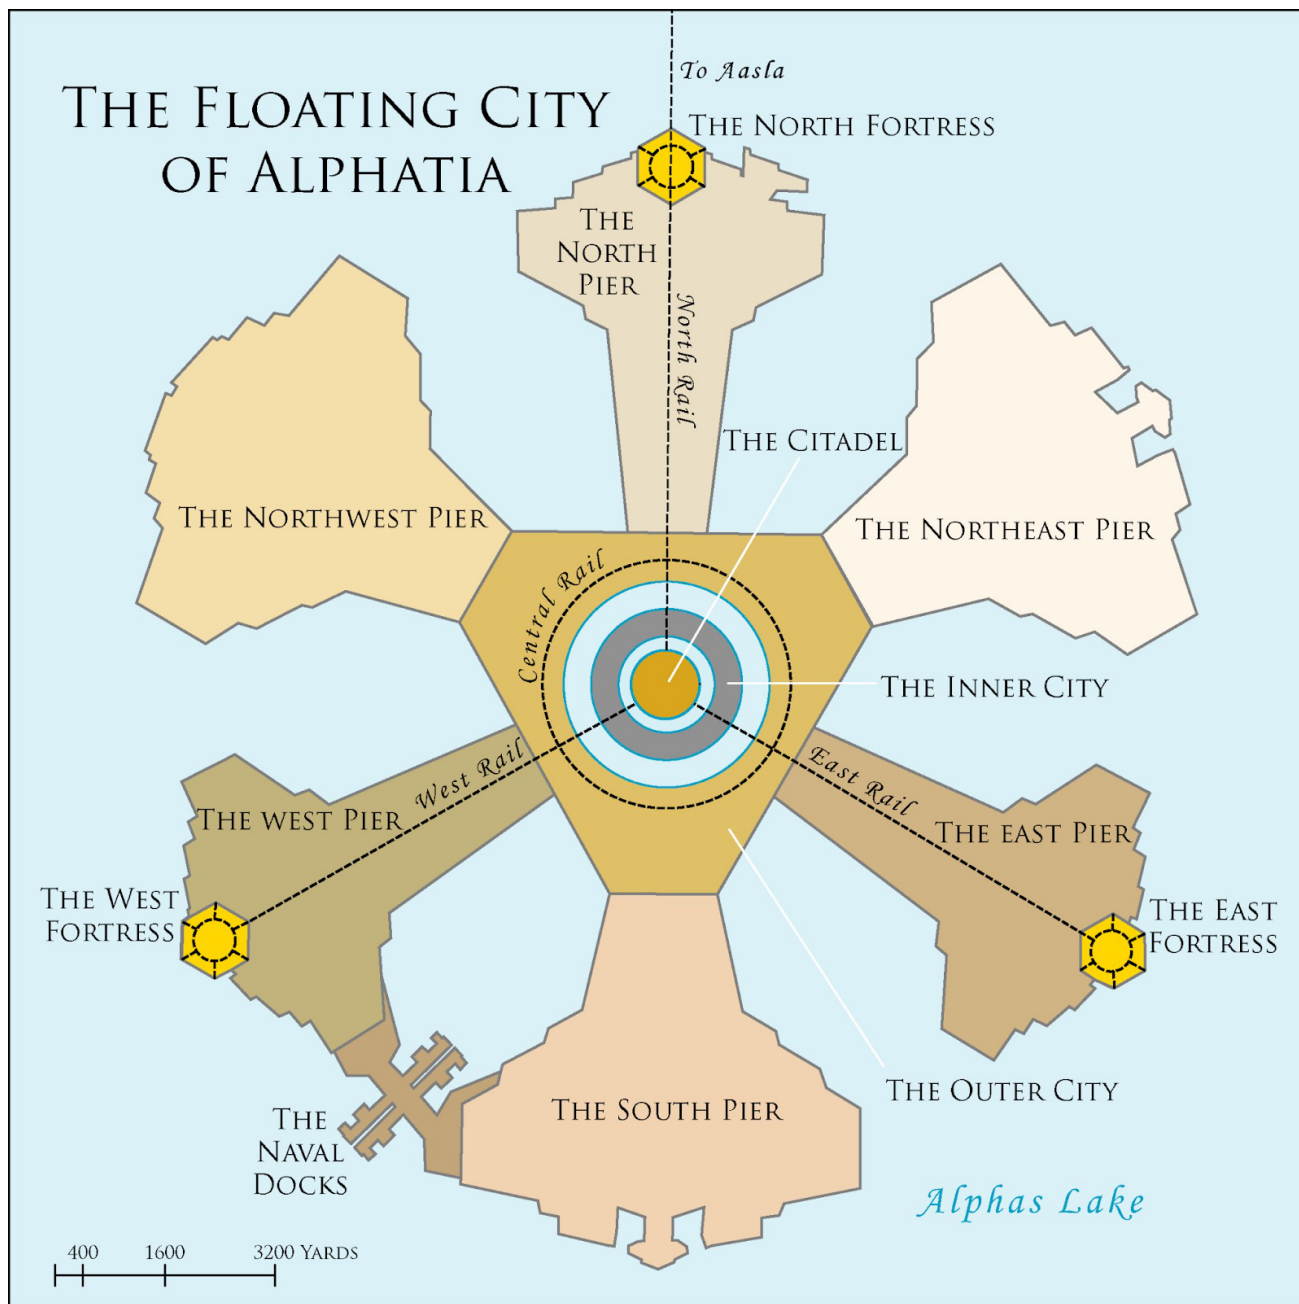 The Floating City
of Alphatia
To Aasla
The North Fortress
The
North
Pier
North Rail
The Citadel
The Northwest Pier
The Northeast Pier
Central Rail
The Inner City
West Rail
East Rail
The west Pier
The east Pier
The West
Fortress
The East
Fortress
The Outer City
The South Pier
The
Naval
Docks
Alphas Lake
400 1600 3200 Yards